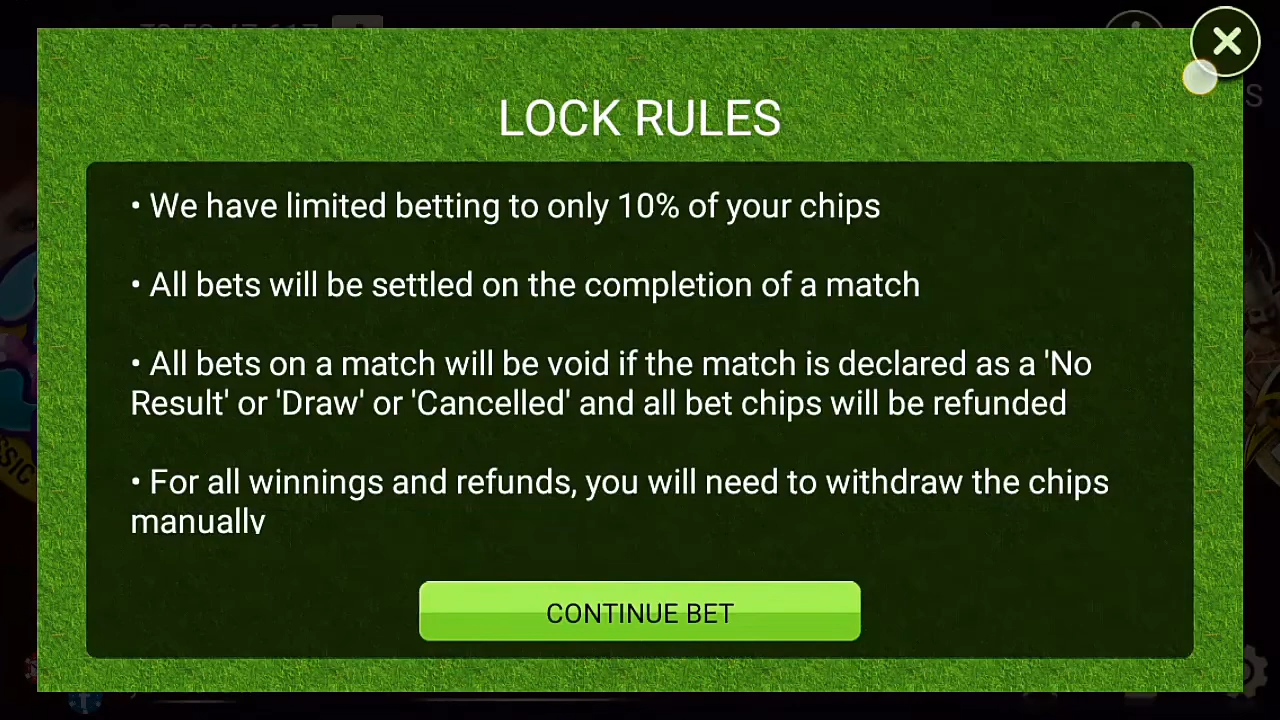 LOCK RULES
• We have limited betting to only 10% of your chips
• All bets will be settled on the completion of a match
• All bets on a match will be void if the match is declared as a 'No
Result' or 'Draw' or 'Cancelled' and all bet chips will be refunded
• For all winnings and refunds, you will need to withdraw the chips
manually
CONTINUE BET